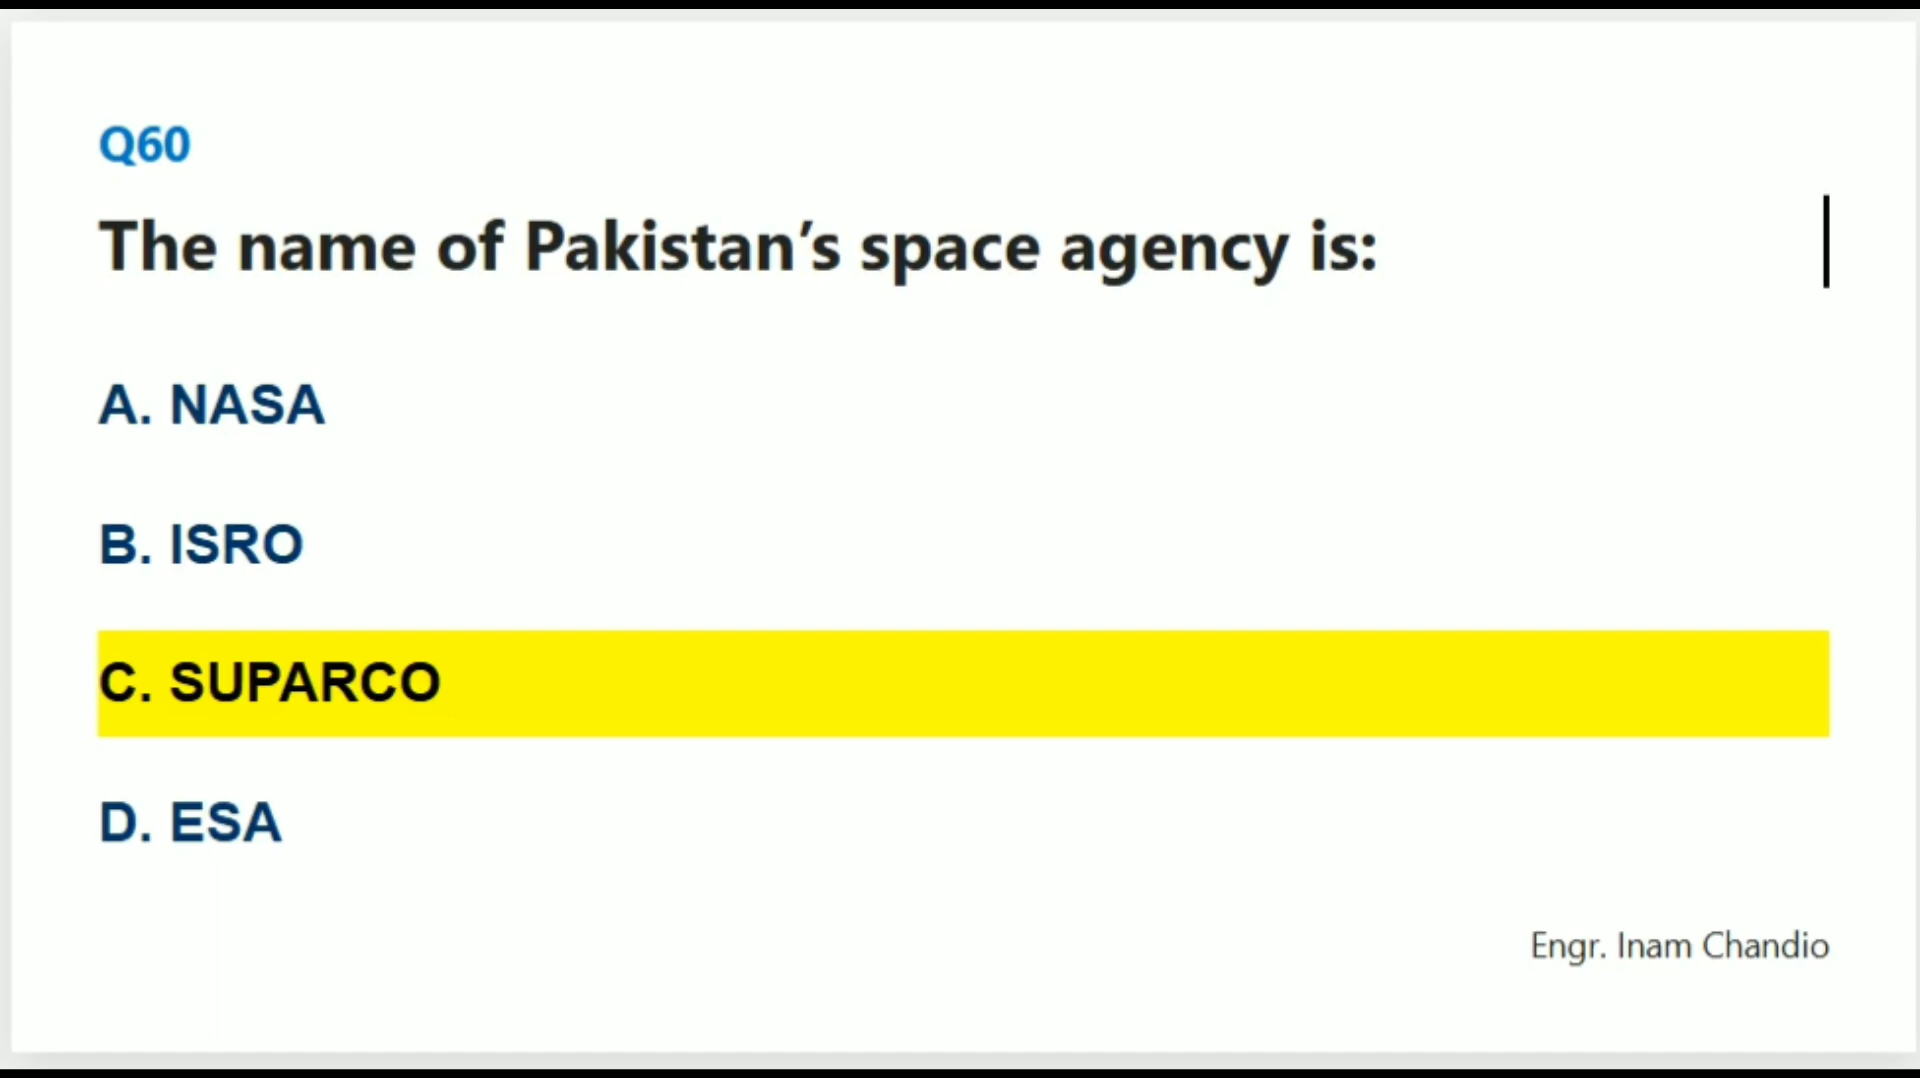 Q60
The name of Pakistan’s space agency is:
A. NASA
B. ISRO
C. SUPARCO
D. ESA
Engr. Inam Chandio